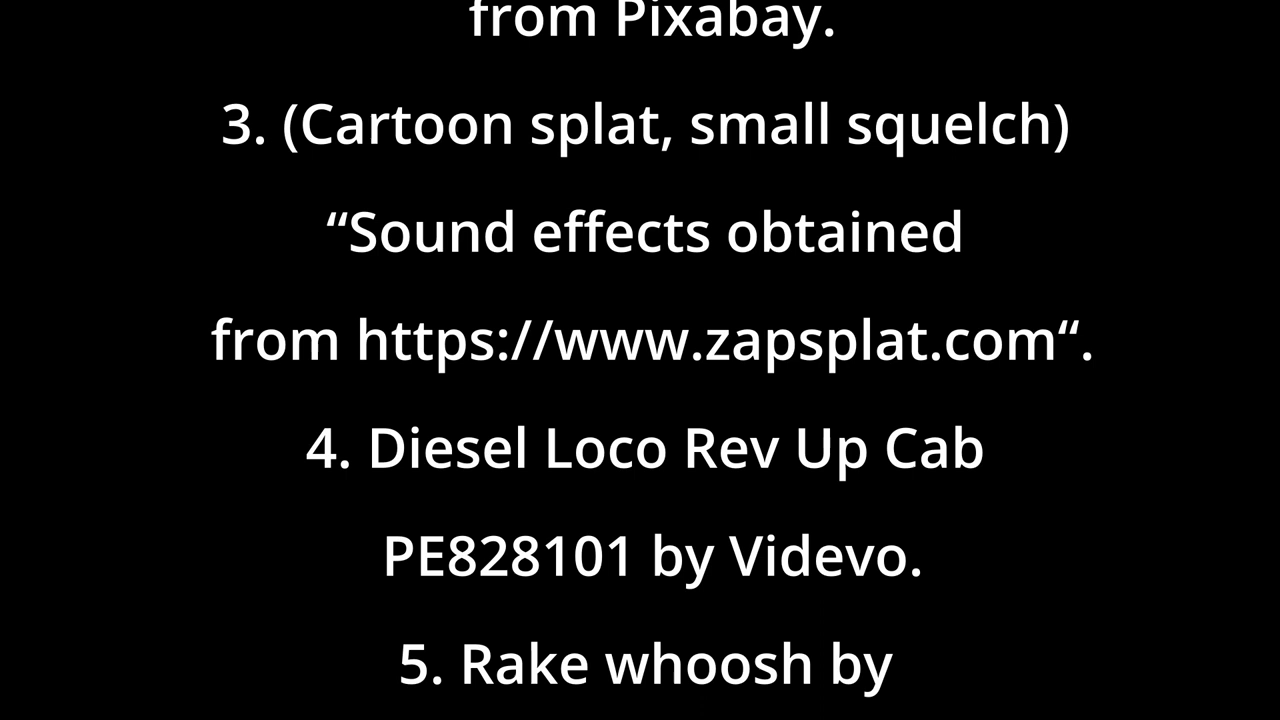 from Pixabay.
3. (Cartoon splat, small squelch)
“Sound effects obtained
from https://www.zapsplat.com“.
4. Diesel Loco Rev Up Cab
PE828101 by Videvo.
5. Rake whoosh by